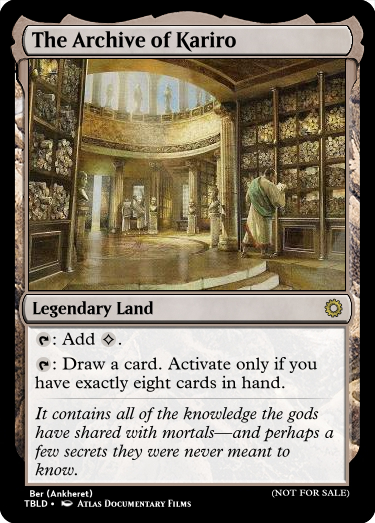 The Archive of Kariro
Legendary Land
: Add .
: Draw a card. Activate only if you
have exactly eight cards in hand.
It contains all of the knowledge the gods
have shared with mortals—and perhaps a
few secrets they were never meant to
know.
Ber (Ankheret)
(NOT FOR SALE)
TBLD • Atlas Documentary Films